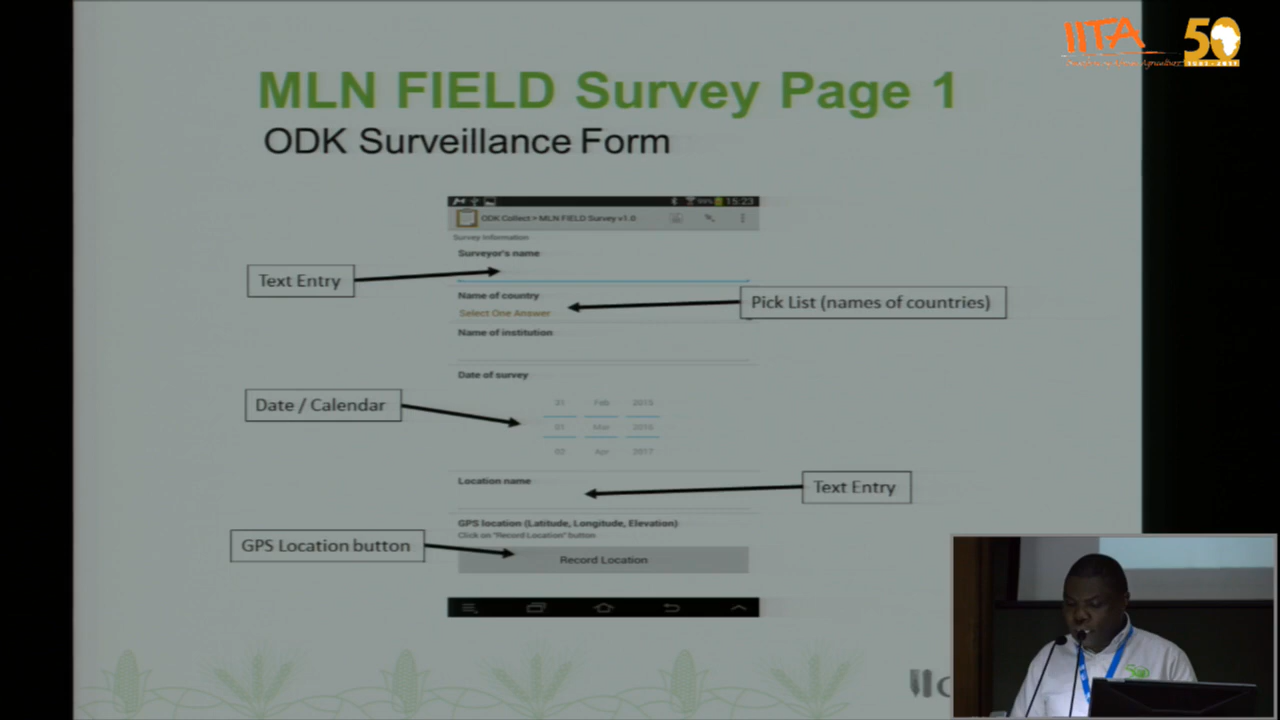 IITA
50
MLN FIELD Survey Page 1
ODK Surveillance Form
15:23
ODK Collect > MLN FIELD Survey v1.0
Survey Information
Surveyor's name
Text Entry
Name of country
Select One Answer
Pick List (names of countries)
Name of institution
Date of survey
31 Feb 2015
01 Mar 2016
02 Apr 2017
Date / Calendar
Location name
Text Entry
GPS location (Latitude, Longitude, Elevation)
Click on "Record Location" button
GPS Location button
Record Location